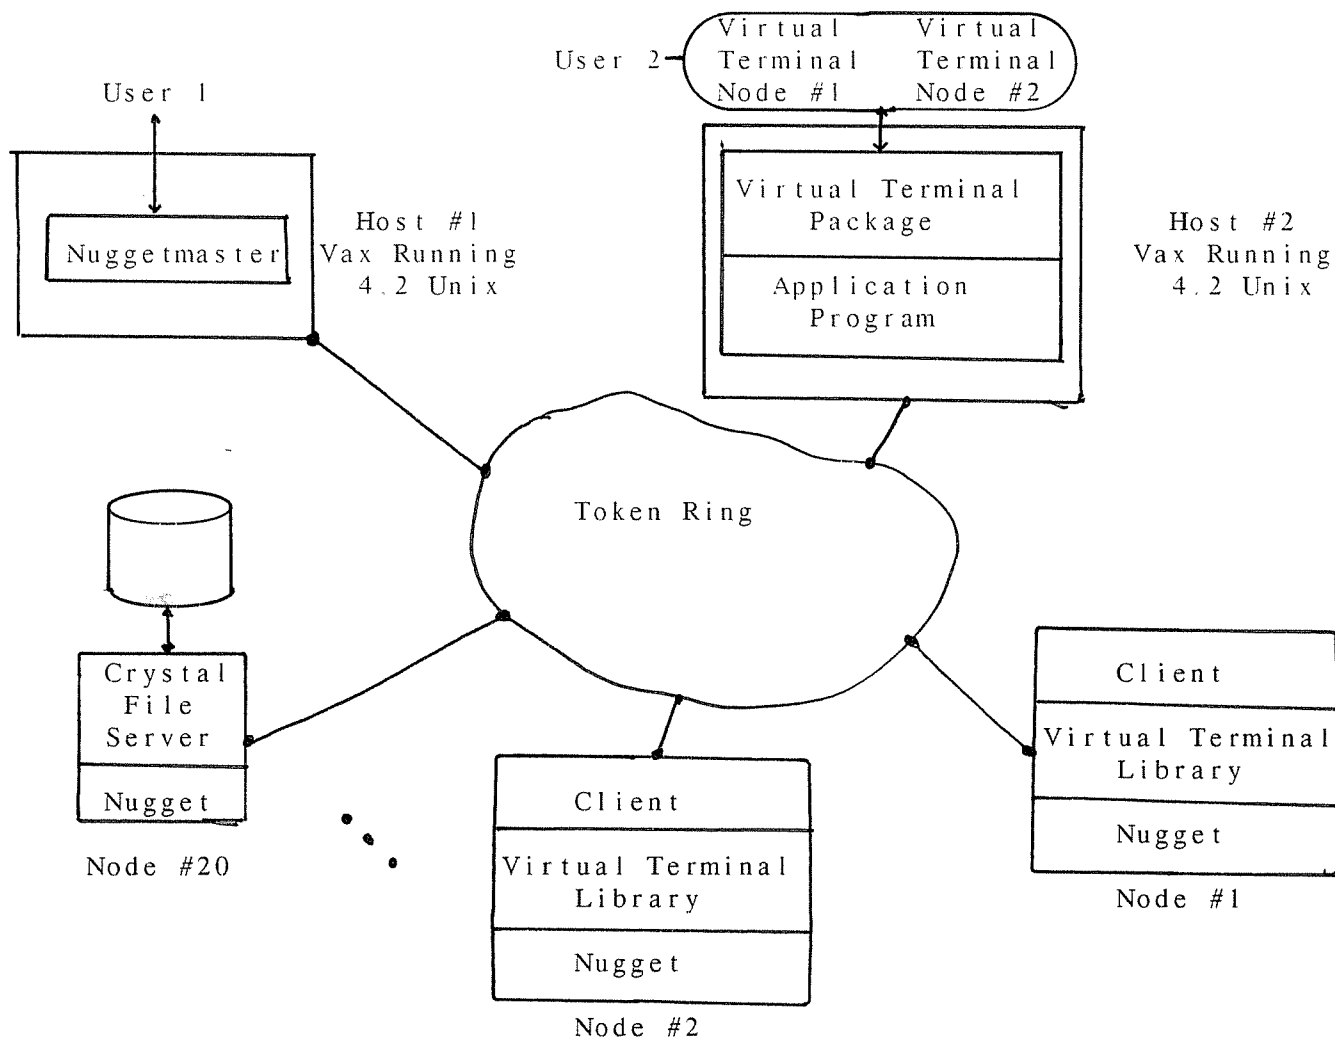 User 2
Virtual Virtual
Terminal Terminal
Node #1 Node #2
User 1
Nuggetmaster
Host #1
Vax Running
4.2 Unix
Virtual Terminal
Package
Application
Program
Host #2
Vax Running
4.2 Unix
Token Ring
Crystal
File
Server
Nugget
Node #20
Client
Virtual Terminal
Library
Nugget
Node #2
Client
Virtual Terminal
Library
Nugget
Node #1